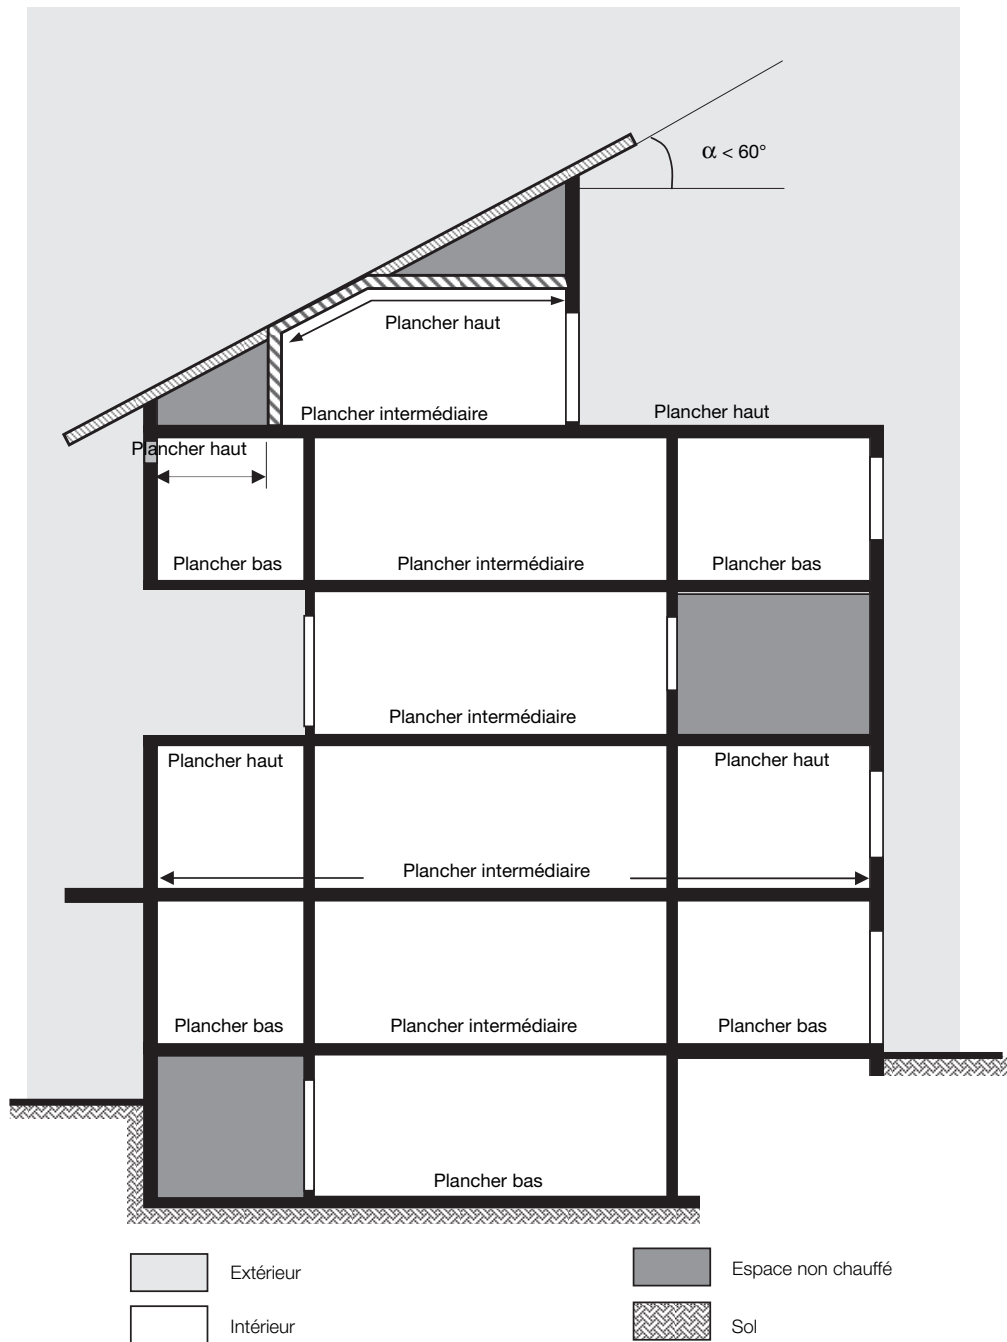 α < 60°
Plancher haut
Plancher intermédiaire
Plancher haut
Plancher haut
Plancher bas
Plancher intermédiaire
Plancher bas
Plancher intermédiaire
Plancher haut
Plancher haut
Plancher intermédiaire
Plancher bas
Plancher intermédiaire
Plancher bas
Plancher bas
Extérieur
Espace non chauffé
Intérieur
Sol